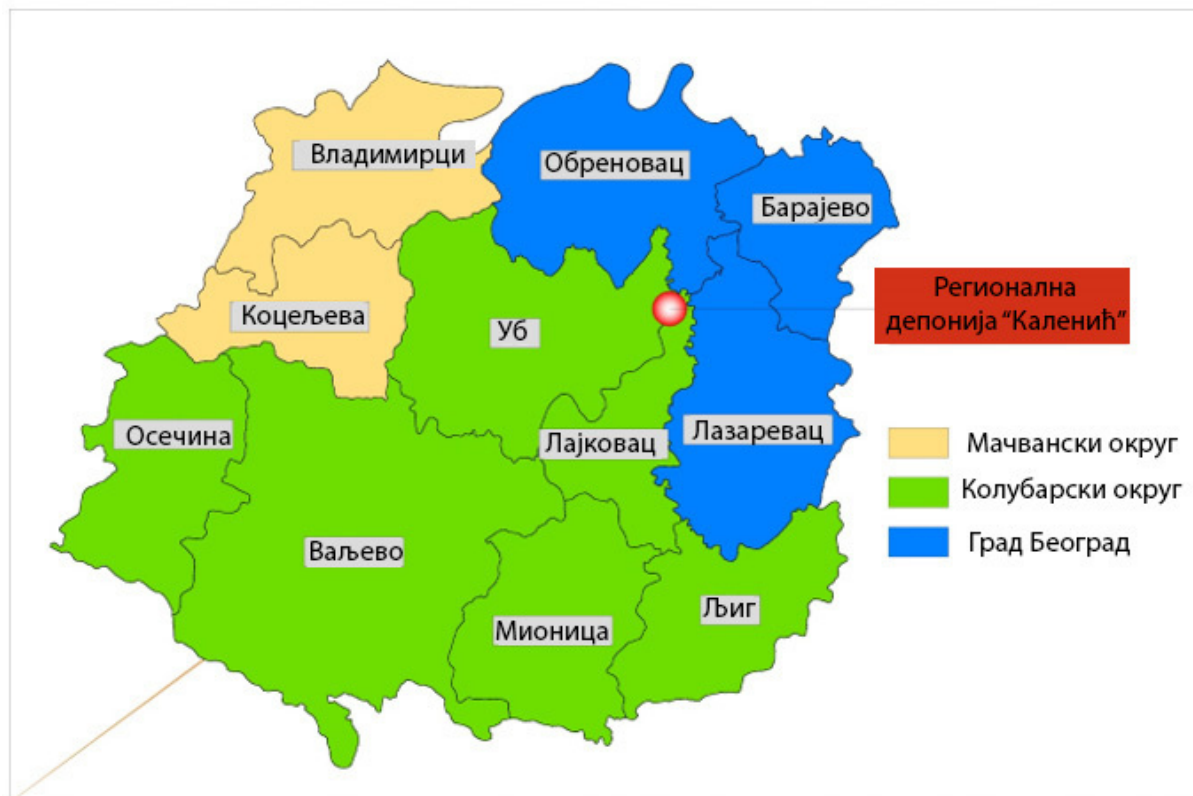 Владимирци
Обреновац
Барајево
Регионална
депонија “Каленић”
Коцељева
Уб
Осечина
Лајковац
Лазаревац
Мачвански округ
Колубарски округ
Град Београд
Ваљево
Мионица
Љиг